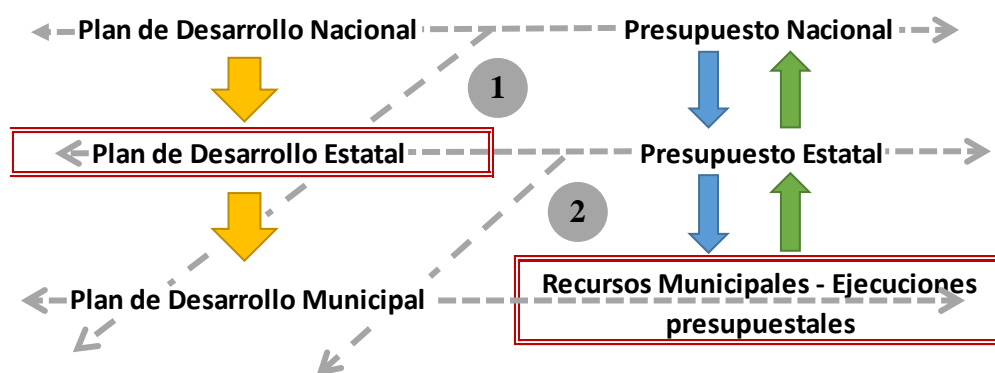 Plan de Desarrollo Nacional
Presupuesto Nacional
1
Plan de Desarrollo Estatal
Presupuesto Estatal
2
Plan de Desarrollo Municipal
Recursos Municipales - Ejecuciones
presupuestales